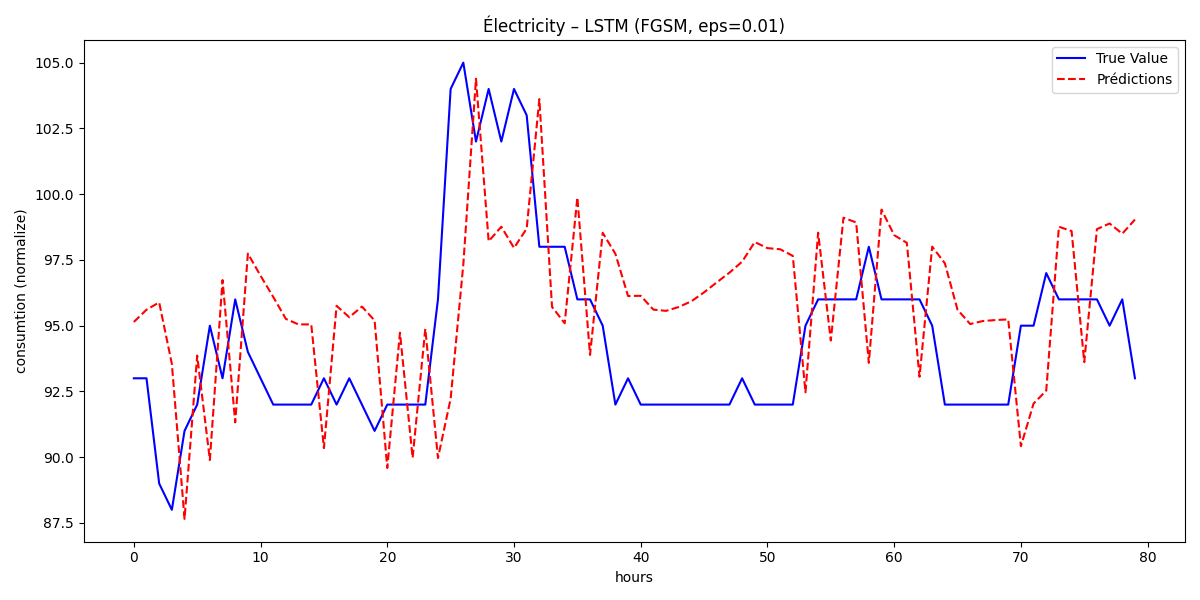 Électricity – LSTM (FGSM, eps=0.01)
True Value
Prédictions
consumtion (normalize)
105.0
102.5
100.0
97.5
95.0
92.5
90.0
87.5
0 10 20 30 40 50 60 70 80
hours